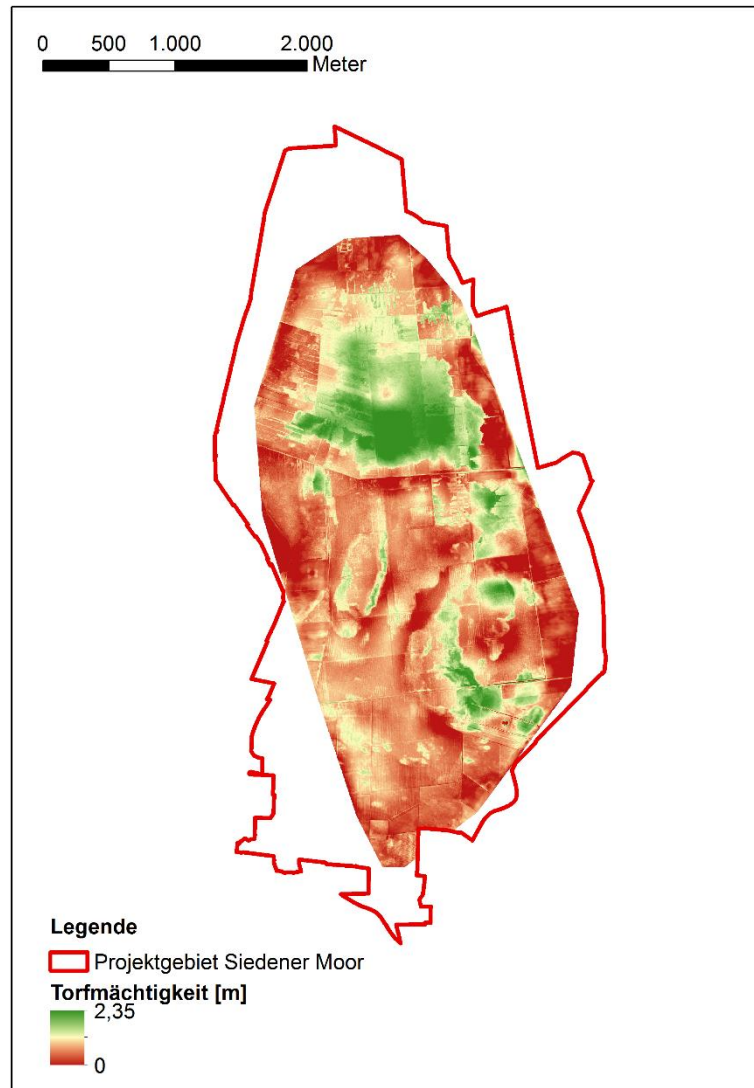 0 500 1.000 2.000
Meter
Legende
Projektgebiet Siedener Moor
Torfmächtigkeit [m]
2,35
0